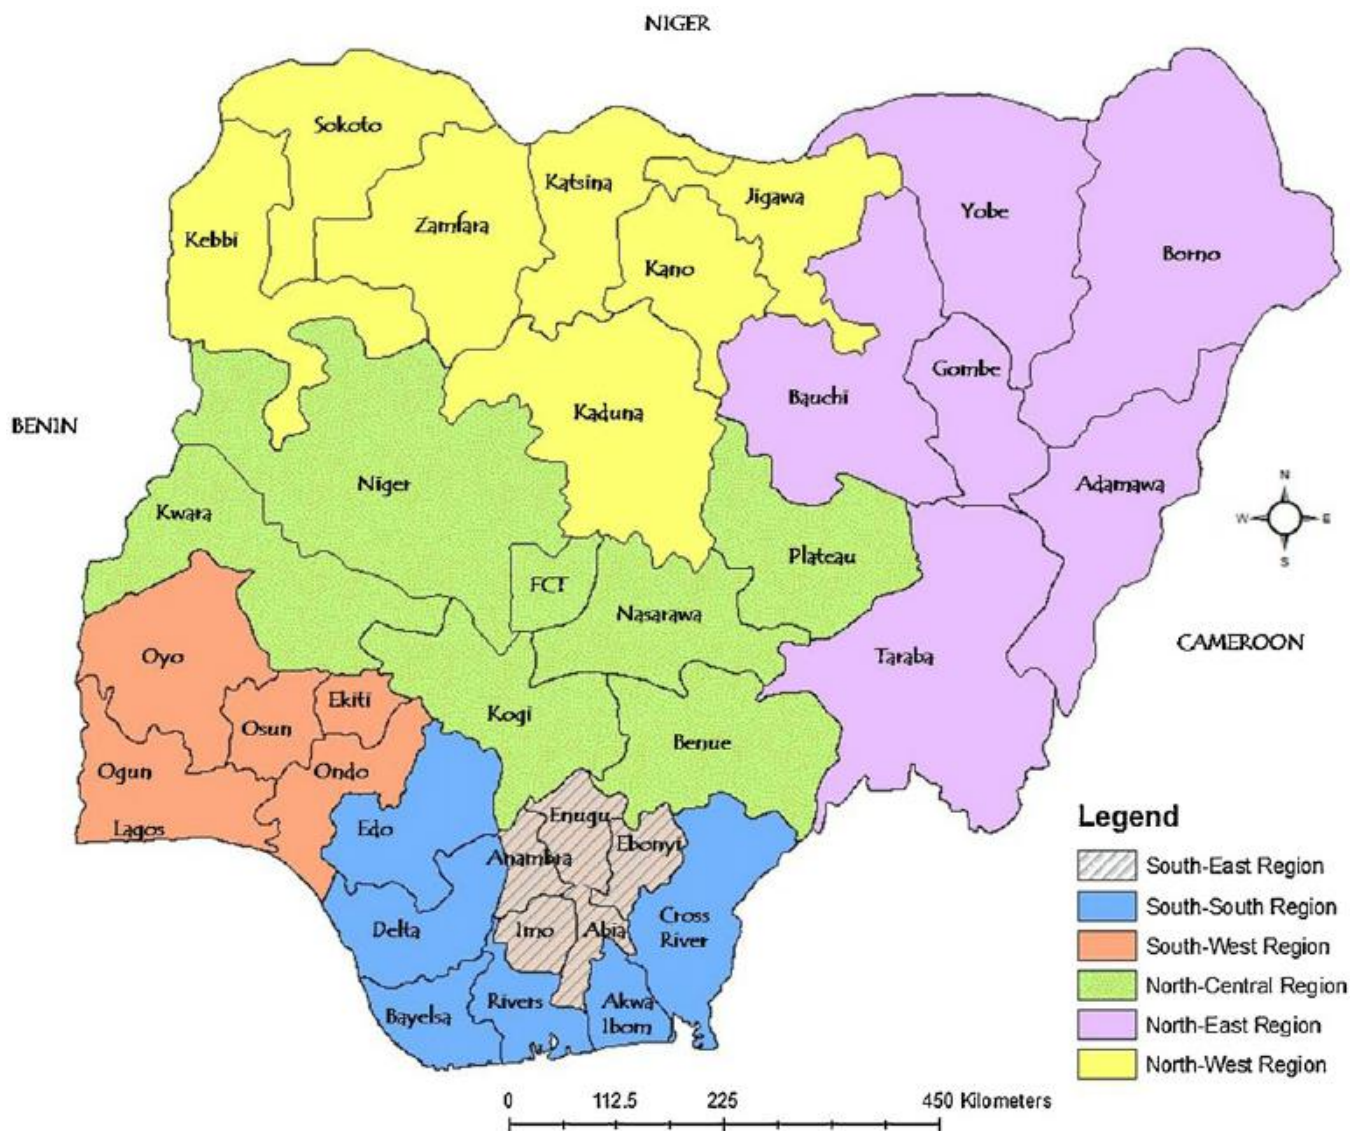 NIGER
Sokoto
Katsina
Jigawa
Kebbi
Zamfara
Yobe
Kano
Borno
Gombe
Bauchi
Kaduna
BENIN
Niger
Adamawa
Kwara
N
W
E
S
Plateau
FCT
Nasarawa
CAMEROON
Oyo
Taraba
Ekiti
Kogi
Osun
Benue
Ogun
Ondo
Lagos
Edo
Enugu
Ebonyi
Anambra
Cross
River
Delta
Imo
Abia
Rivers
Akwa
Ibom
Bayelsa
Legend
South-East Region
South-South Region
South-West Region
North-Central Region
North-East Region
North-West Region
0 112.5 225 450 Kilometers